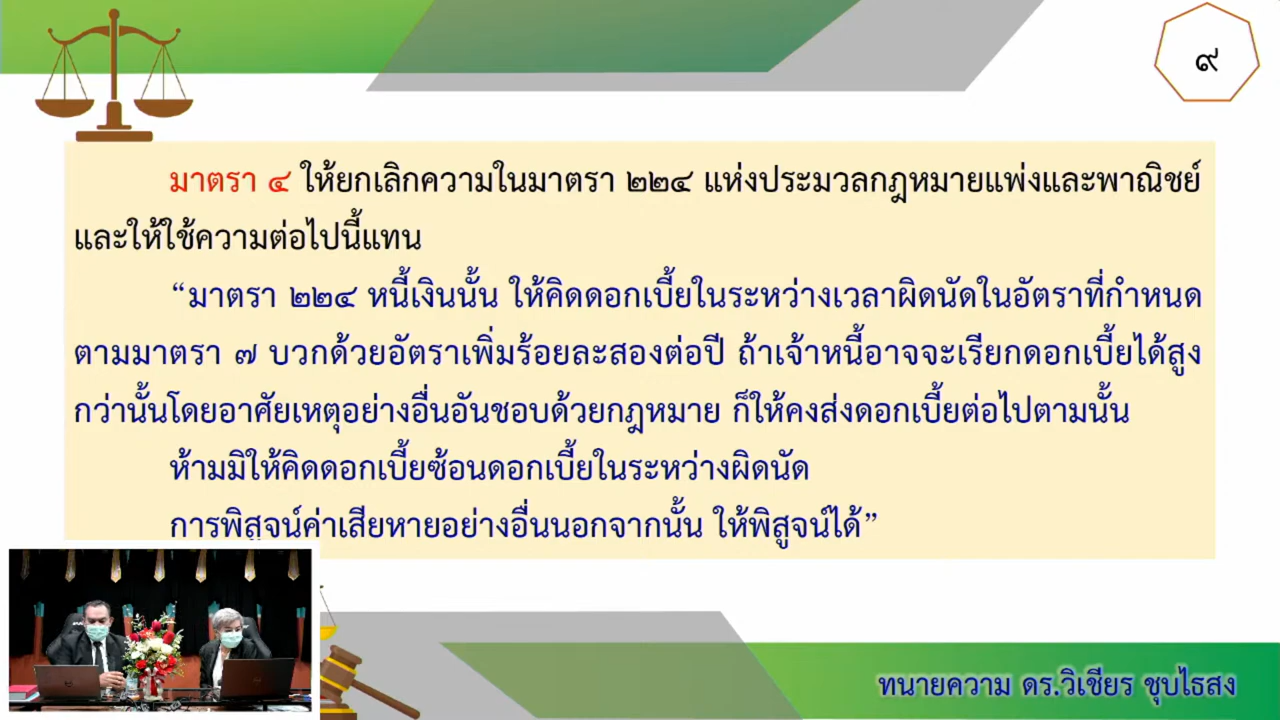 ๙
มาตรา ๔ ให้ยกเลิกความในมาตรา ๒๒๔ แห่งประมวลกฎหมายแพ่งและพาณิชย์
และให้ใช้ความต่อไปนี้แทน
“มาตรา ๒๒๔ หนี้เงินนั้น ให้คิดดอกเบี้ยในระหว่างเวลาผิดนัดในอัตราที่กำหนด
ตามมาตรา ๗ บวกด้วยอัตราเพิ่มร้อยละสองต่อปี ถ้าเจ้าหนี้อาจจะเรียกดอกเบี้ยได้สูง
กว่านั้นโดยอาศัยเหตุอย่างอื่นอันชอบด้วยกฎหมาย ก็ให้คงส่งดอกเบี้ยต่อไปตามนั้น
ห้ามมิให้คิดดอกเบี้ยซ้อนดอกเบี้ยในระหว่างผิดนัด
การพิสูจน์ค่าเสียหายอย่างอื่นนอกจากนั้น ให้พิสูจน์ได้”
ทนายความ ดร.วิเชียร ชุบไธสง